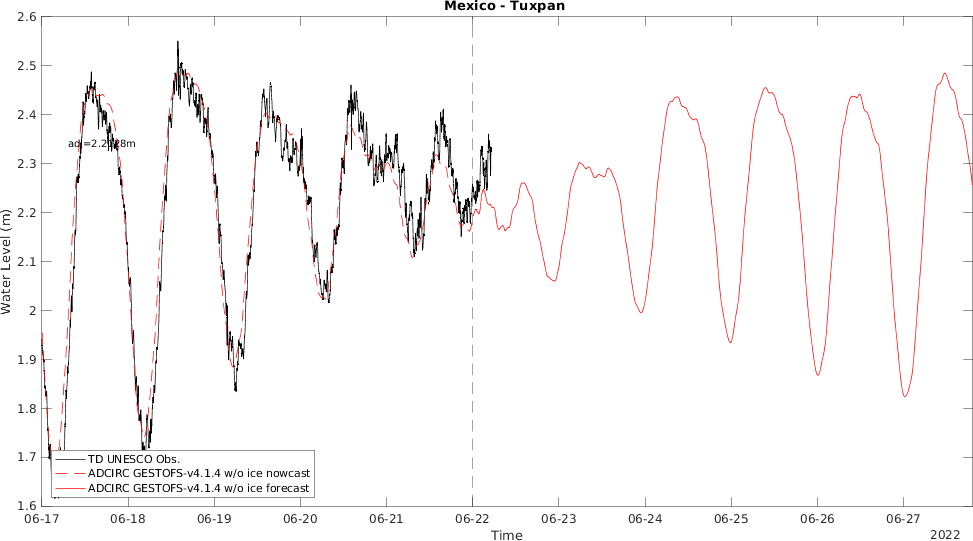 Mexico - Tuxpan
2.6
2.5
2.4
2.3
2.2
2.1
2
1.9
1.8
1.7
1.6
Water Level (m)
TD UNESCO Obs.
ADCIRC GESTOFS-v4.1.4 w/o ice nowcast
ADCIRC GESTOFS-v4.1.4 w/o ice forecast
06-17 06-18 06-19 06-20 06-21 06-22 06-23 06-24 06-25 06-26 06-27
Time
2022